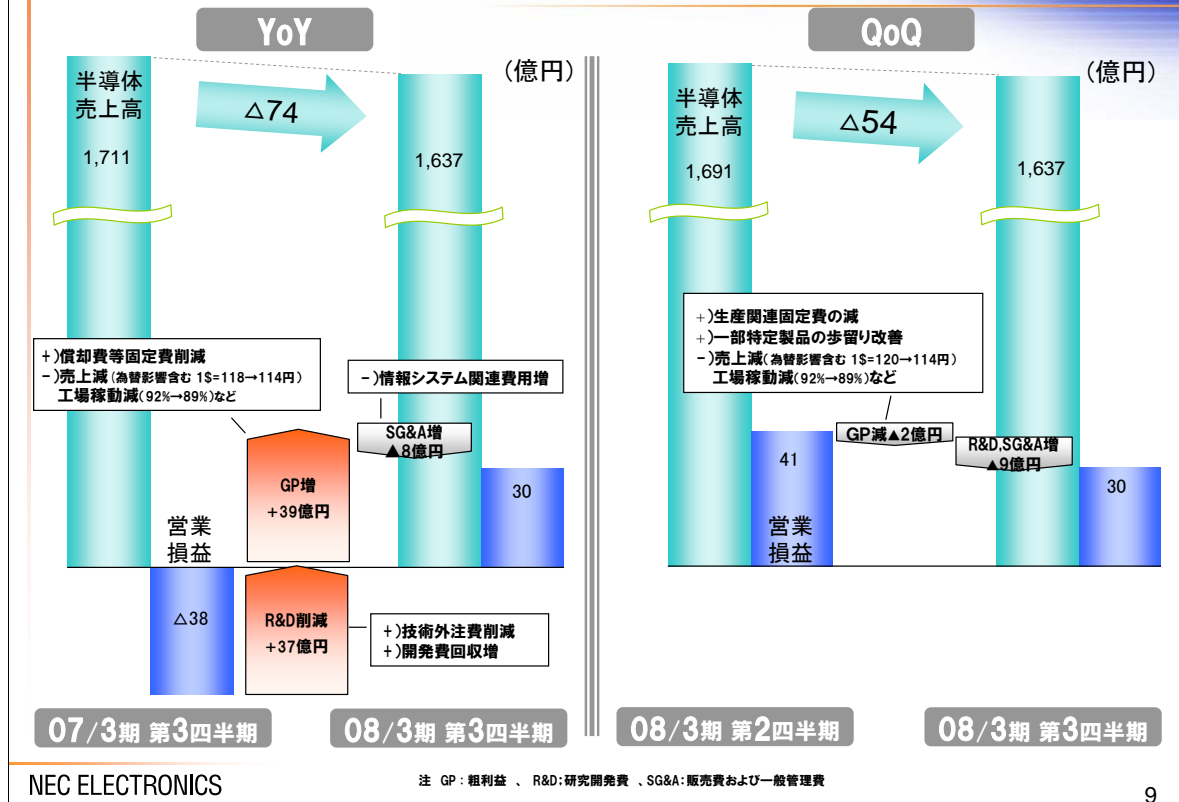 YoY
(億円)
半導体
売上高
△74
1,711
1,637
+)償却費等固定費削減
-)売上減(為替影響含む 1$=118→114円)
工場稼動減(92%→89%)など
-)情報システム関連費用増
SG&A増
▲8億円
GP増
+39億円
30
営業
損益
△38
R&D削減
+37億円
+)技術外注費削減
+)開発費回収増
07/3期 第3四半期
08/3期 第3四半期
QoQ
(億円)
半導体
売上高
△54
1,691
1,637
+)生産関連固定費の減
+)一部特定製品の歩留り改善
-)売上減(為替影響含む 1$=120→114円)
工場稼動減(92%→89%)など
GP減▲2億円
R&D,SG&A増
▲9億円
41
30
営業
損益
08/3期 第2四半期
08/3期 第3四半期
NEC ELECTRONICS
注 GP:粗利益 、 R&D;研究開発費 、SG&A:販売費および一般管理費
9